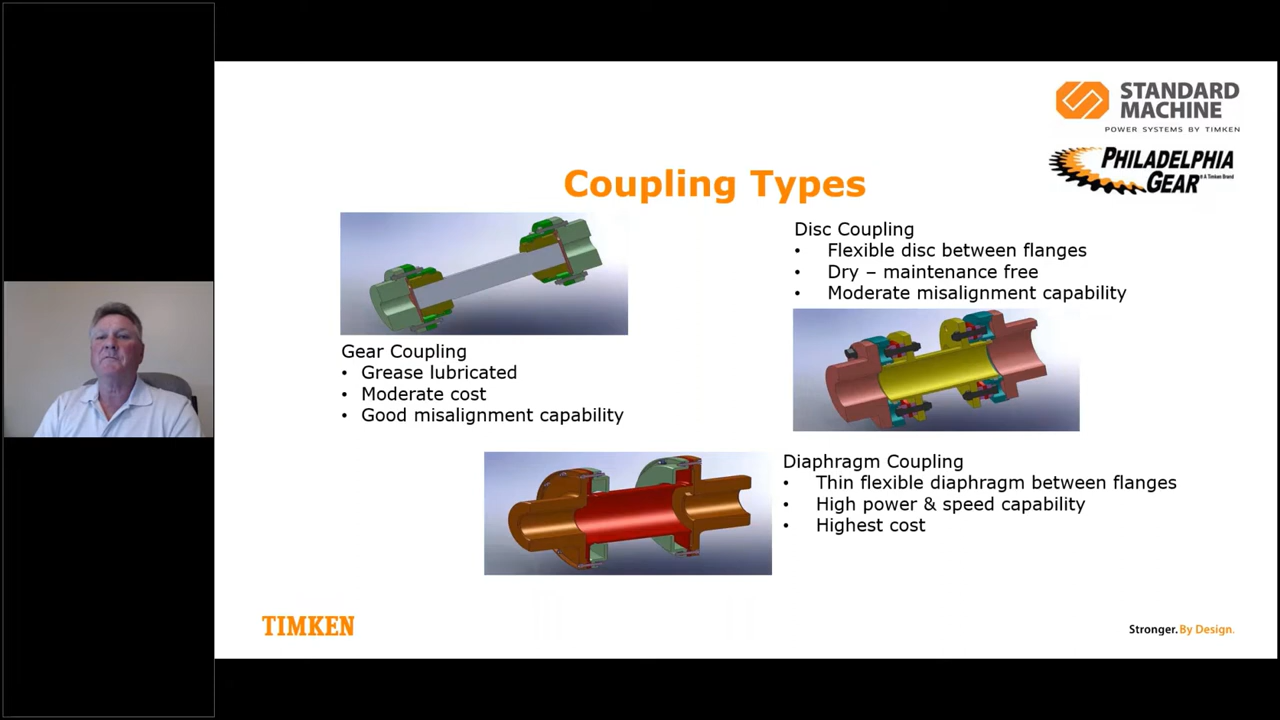 STANDARD
MACHINE
POWER SYSTEMS BY TIMKEN
PHILADELPHIA
GEAR
A Timken Brand
Coupling Types
Gear Coupling
• Grease lubricated
• Moderate cost
• Good misalignment capability
Disc Coupling
• Flexible disc between flanges
• Dry – maintenance free
• Moderate misalignment capability
Diaphragm Coupling
• Thin flexible diaphragm between flanges
• High power & speed capability
• Highest cost
TIMKEN
Stronger. By Design.